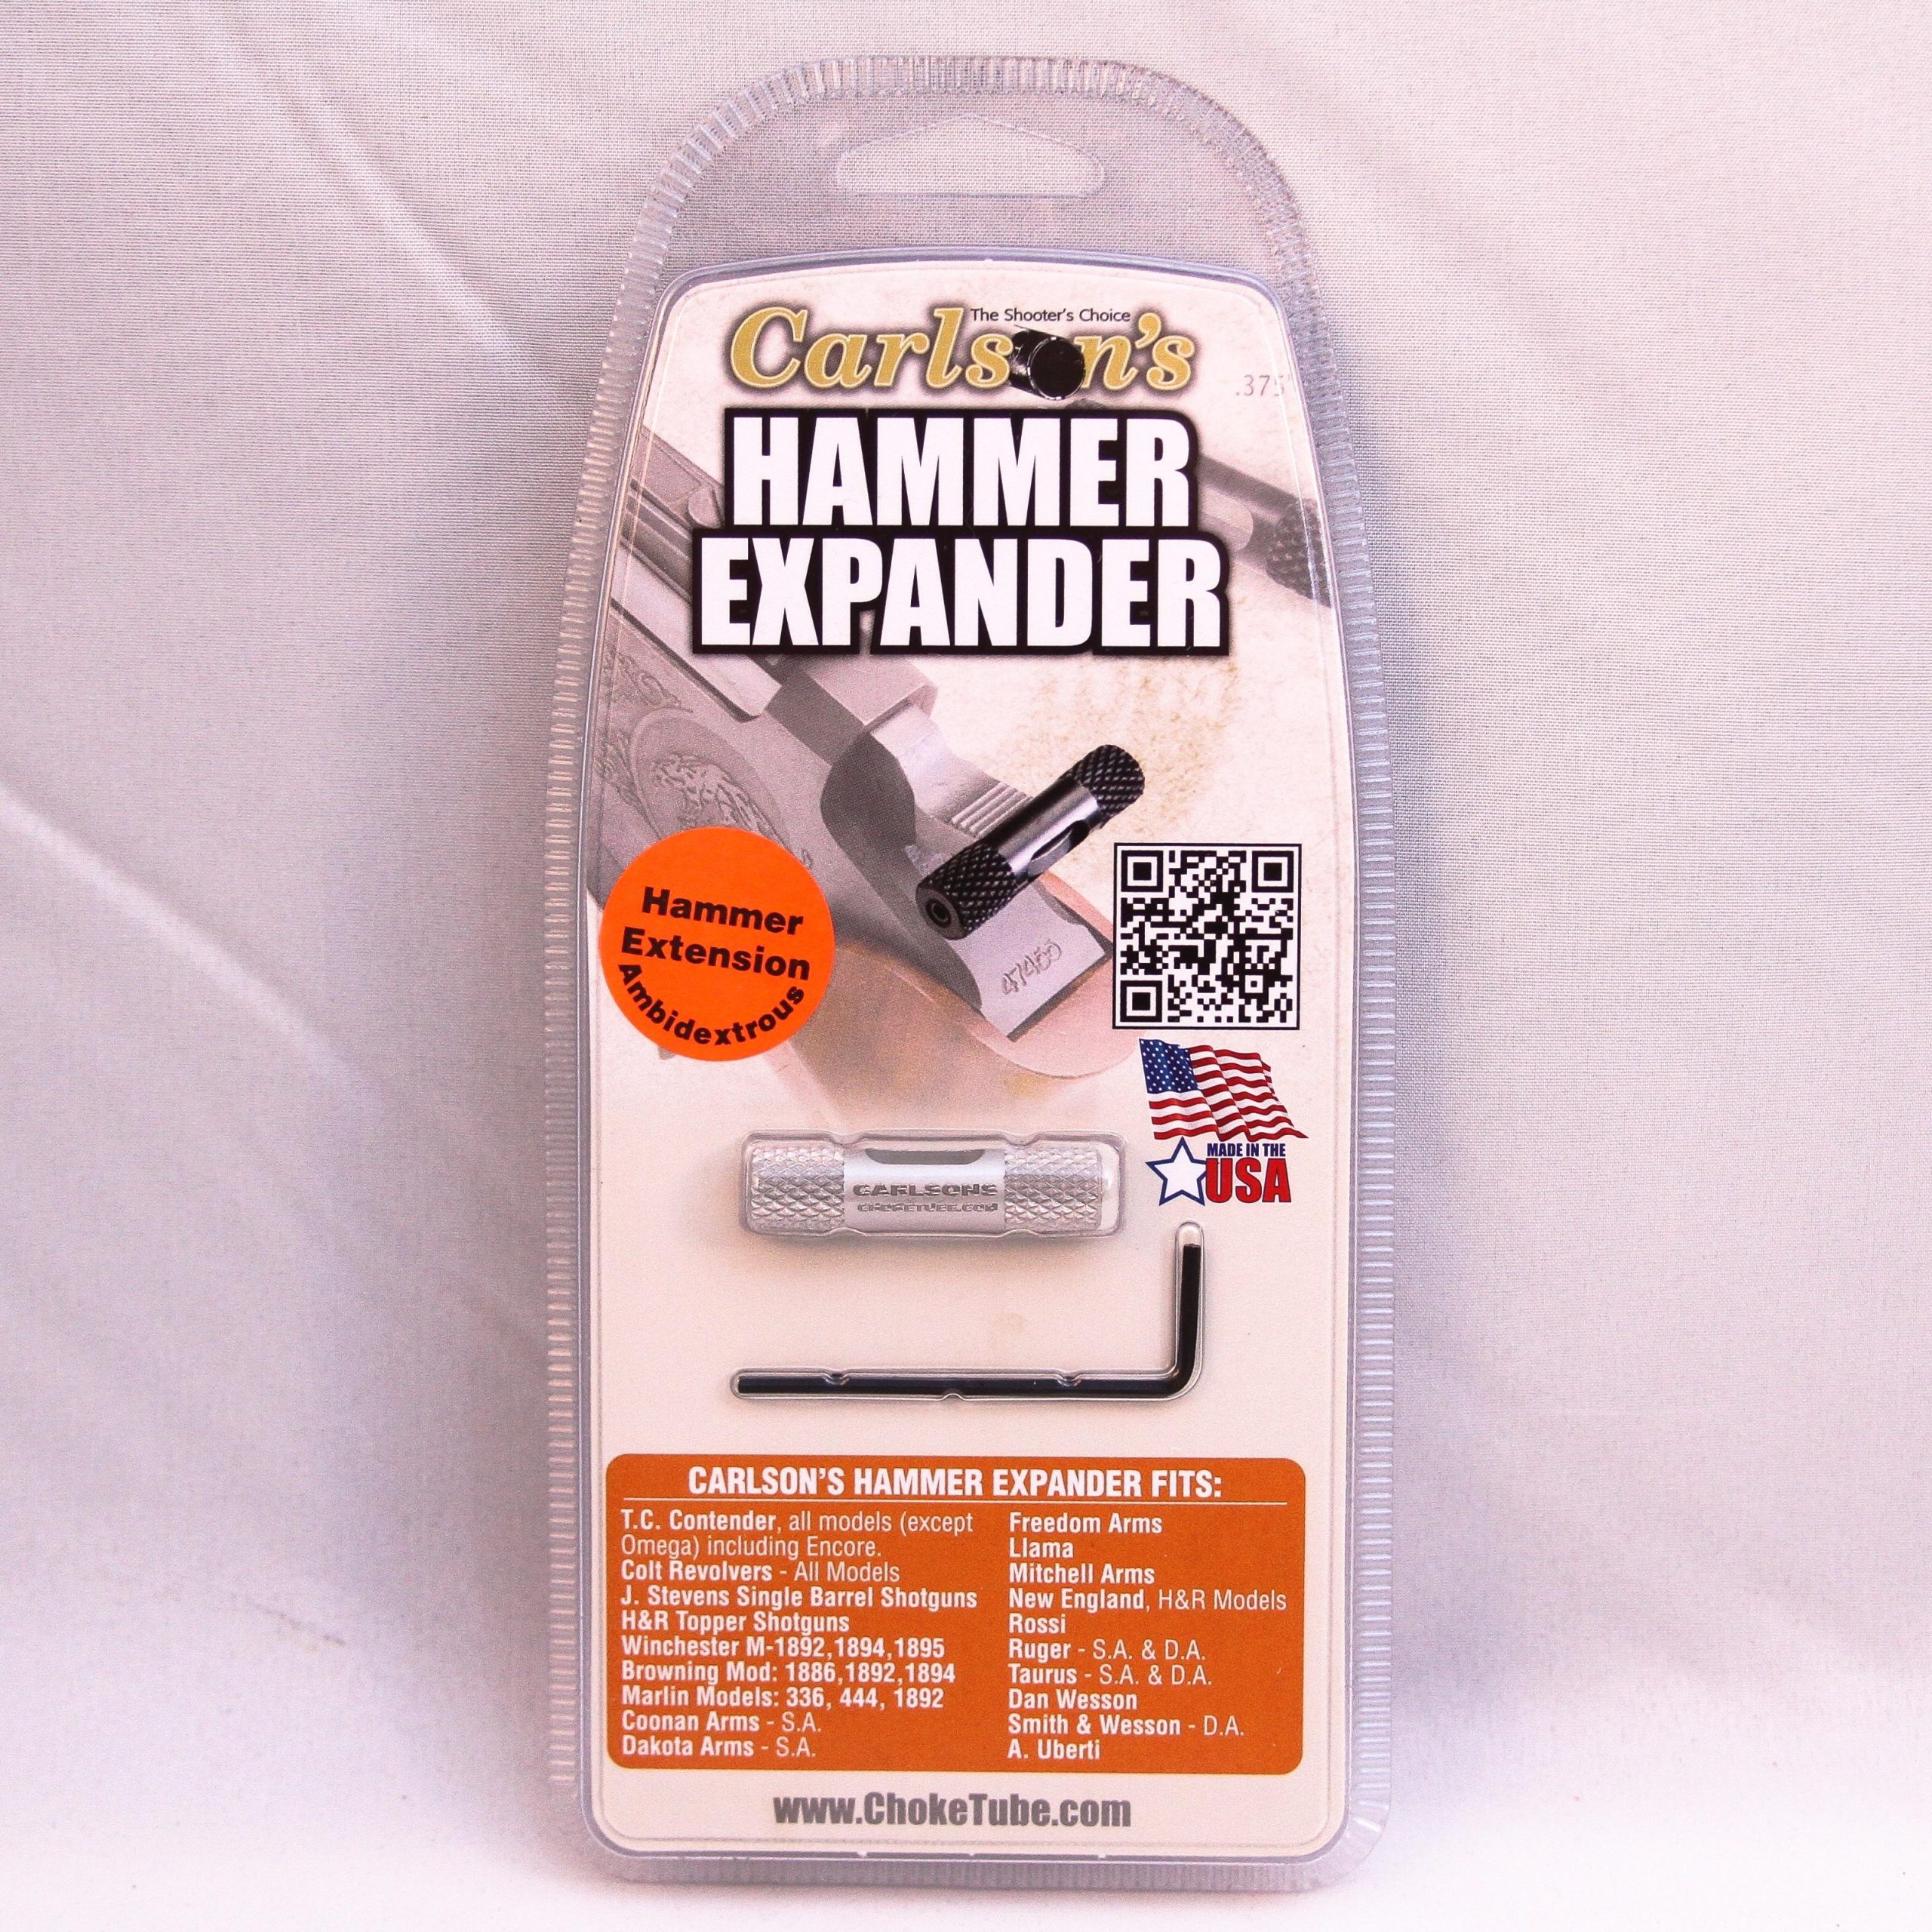 The Shooter's Choice
Carlson's
.375"
HAMMER
EXPANDER
47455
Hammer
Extension
Ambidextrous
MADE IN THE
USA
CARLSONS
CHOKETUBE.COM
CARLSON'S HAMMER EXPANDER FITS:
T.C. Contender, all models (except
Omega) including Encore.
Colt Revolvers - All Models
J. Stevens Single Barrel Shotguns
H&R Topper Shotguns
Winchester M-1892,1894,1895
Browning Mod: 1886,1892,1894
Marlin Models: 336, 444, 1892
Coonan Arms - S.A.
Dakota Arms - S.A.
Freedom Arms
Llama
Mitchell Arms
New England, H&R Models
Rossi
Ruger - S.A. & D.A.
Taurus - S.A. & D.A.
Dan Wesson
Smith & Wesson - D.A.
A. Uberti
www.ChokeTube.com